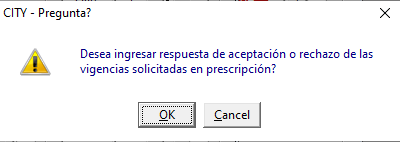 CITY - Pregunta?
Desea ingresar respuesta de aceptación o rechazo de las
vigencias solicitadas en prescripción?
OK
Cancel